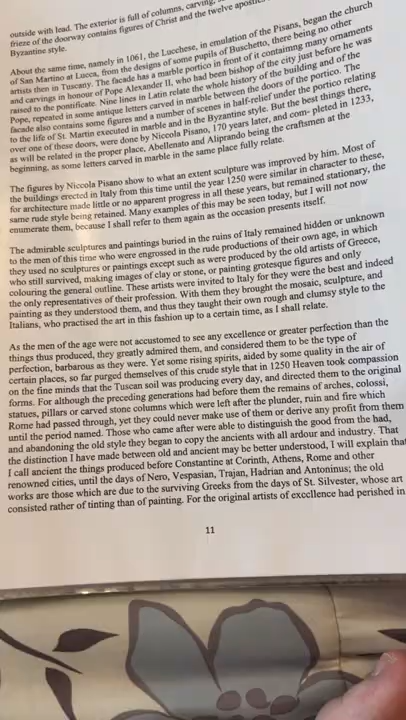 outside with lead. The exterior is full of columns, carving,
frieze of the doorway contains figures of Christ and the twelve
Byzantine style.
About the same time, namely in 1061, the Lucchese, in emulation of the Pisans, began the church
of San Martino at Lucca, from the designs of some pupils of Buschetto, there being no other
artists then in Tuscany. The facade has a marble portico in front of it containing many ornaments
and carvings in honour of Pope Alexander II, who had been bishop of the city just before he was
raised to the pontificate. Nine lines in Latin relate the whole history of the building and of the
Pope, repeated in some antique letters carved in marble between the doors of the portico. The
facade also contains some figures and a number of scenes in half-relief under the portico relating
to the life of St. Martin executed in marble and in the Byzantine style. But the best things there,
over one of these doors, were done by Niccola Pisano, 170 years later, and com- pleted in 1233,
as will be related in the proper place, Abellenato and Aliprando being the craftsmen at the
beginning, as some letters carved in marble in the same place fully relate.
The figures by Niccola Pisano show to what an extent sculpture was improved by him. Most of
the buildings erected in Italy from this time until the year 1250 were similar in character to these,
for architecture made little or no apparent progress in all these years, but remained stationary, the
same rude style being retained. Many examples of this may be seen today, but I will not now
enumerate them, because I shall refer to them again as the occasion presents itself.
The admirable sculptures and paintings buried in the ruins of Italy remained hidden or unknown
to the men of this time who were engrossed in the rude productions of their own age, in which
they used no sculptures or paintings except such as were produced by the old artists of Greece,
who still survived, making images of clay or stone, or painting grotesque figures and only
colouring the general outline. These artists were invited to Italy for they were the best and indeed
the only representatives of their profession. With them they brought the mosaic, sculpture, and
painting as they understood them, and thus they taught their own rough and clumsy style to the
Italians, who practised the art in this fashion up to a certain time, as I shall relate.
As the men of the age were not accustomed to see any excellence or greater perfection than the
things thus produced, they greatly admired them, and considered them to be the type of
perfection, barbarous as they were. Yet some rising spirits, aided by some quality in the air of
certain places, so far purged themselves of this crude style that in 1250 Heaven took compassion
on the fine minds that the Tuscan soil was producing every day, and directed them to the original
forms. For although the preceding generations had before them the remains of arches, colossi,
statues, pillars or carved stone columns which were left after the plunder, ruin and fire which
Rome had passed through, yet they could never make use of them or derive any profit from them
until the period named. Those who came after were able to distinguish the good from the bad,
and abandoning the old style they began to copy the ancients with all ardour and industry. That
the distinction I have made between old and ancient may be better understood, I will explain that
I call ancient the things produced before Constantine at Corinth, Athens, Rome and other
renowned cities, until the days of Nero, Vespasian, Trajan, Hadrian and Antoninus; the old
works are those which are due to the surviving Greeks from the days of St. Silvester, whose art
consisted rather of tinting than of painting. For the original artists of excellence had perished in
11